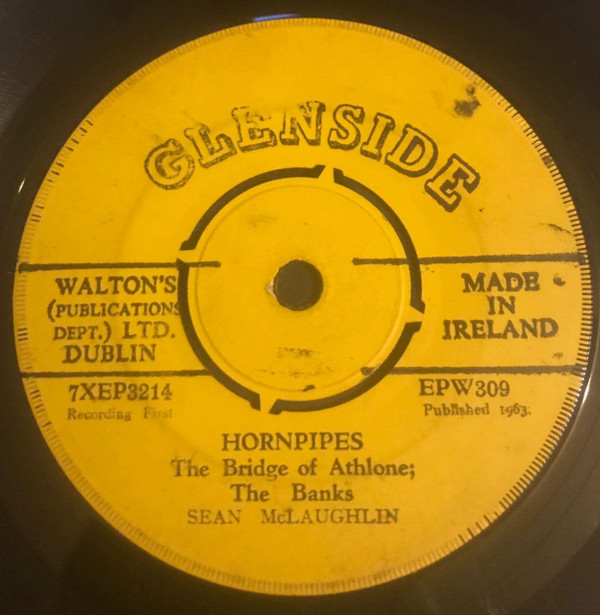 GLENSIDE
WALTON'S
(PUBLICATIONS
DEPT.) LTD.
DUBLIN
MADE
IN
IRELAND
7XEP3214
Recording First
EPW309
Published 1963.
HORNPIPES
The Bridge of Athlone;
The Banks
SEAN McLAUGHLIN